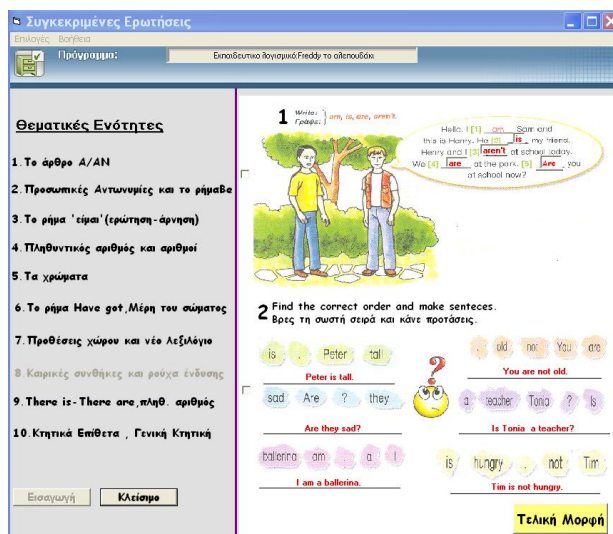 Συγκεκριμένες Ερωτήσεις
Επιλογές Βοήθεια
Πρόγραμμα:
Εκπαιδευτικο λογισμικό:Freddy το αλεπουδάκι
Θεματικές Ενότητες
1.Το άρθρο A/AN
2.Προσωπικές Αντωνυμίες και το ρήμαBe
3.Το ρήμα 'είμαι'(ερώτηση-άρνηση)
4.Πληθυντικός αριθμός και αριθμοί
5.Τα χρώματα
6.Το ρήμα Have got,Μέρη του σώματος
7.Προθέσεις χώρου και νέο λεξιλόγιο
8.Καιρικές συνθήκες και ρούχα ένδυσης
9.There is-There are,πληθ. αριθμός
10.Κτητικά Επίθετα , Γενική Κτητική
Εισαγωγή
Κλείσιμο
1 Write: am, is, are, aren't.
Γράψε:
Hello. I [1] am Sam and
this is Harry. He [2] is my friend.
Henry and I [3] aren't at school today.
We [4] are at the park. [5] Are you
at school now?
2 Find the correct order and make senteces.
Βρες τη σωστή σειρά και κάνε προτάσεις.
is . Peter tall
Peter is tall.
. old not You are
You are not old.
sad Are ? they
Are they sad?
a teacher Tonia ? Is
Is Tonia a teacher?
ballerina am . a I
I am a ballerina.
is hungry . not Tim
Tim is not hungry.
Τελική Μορφή